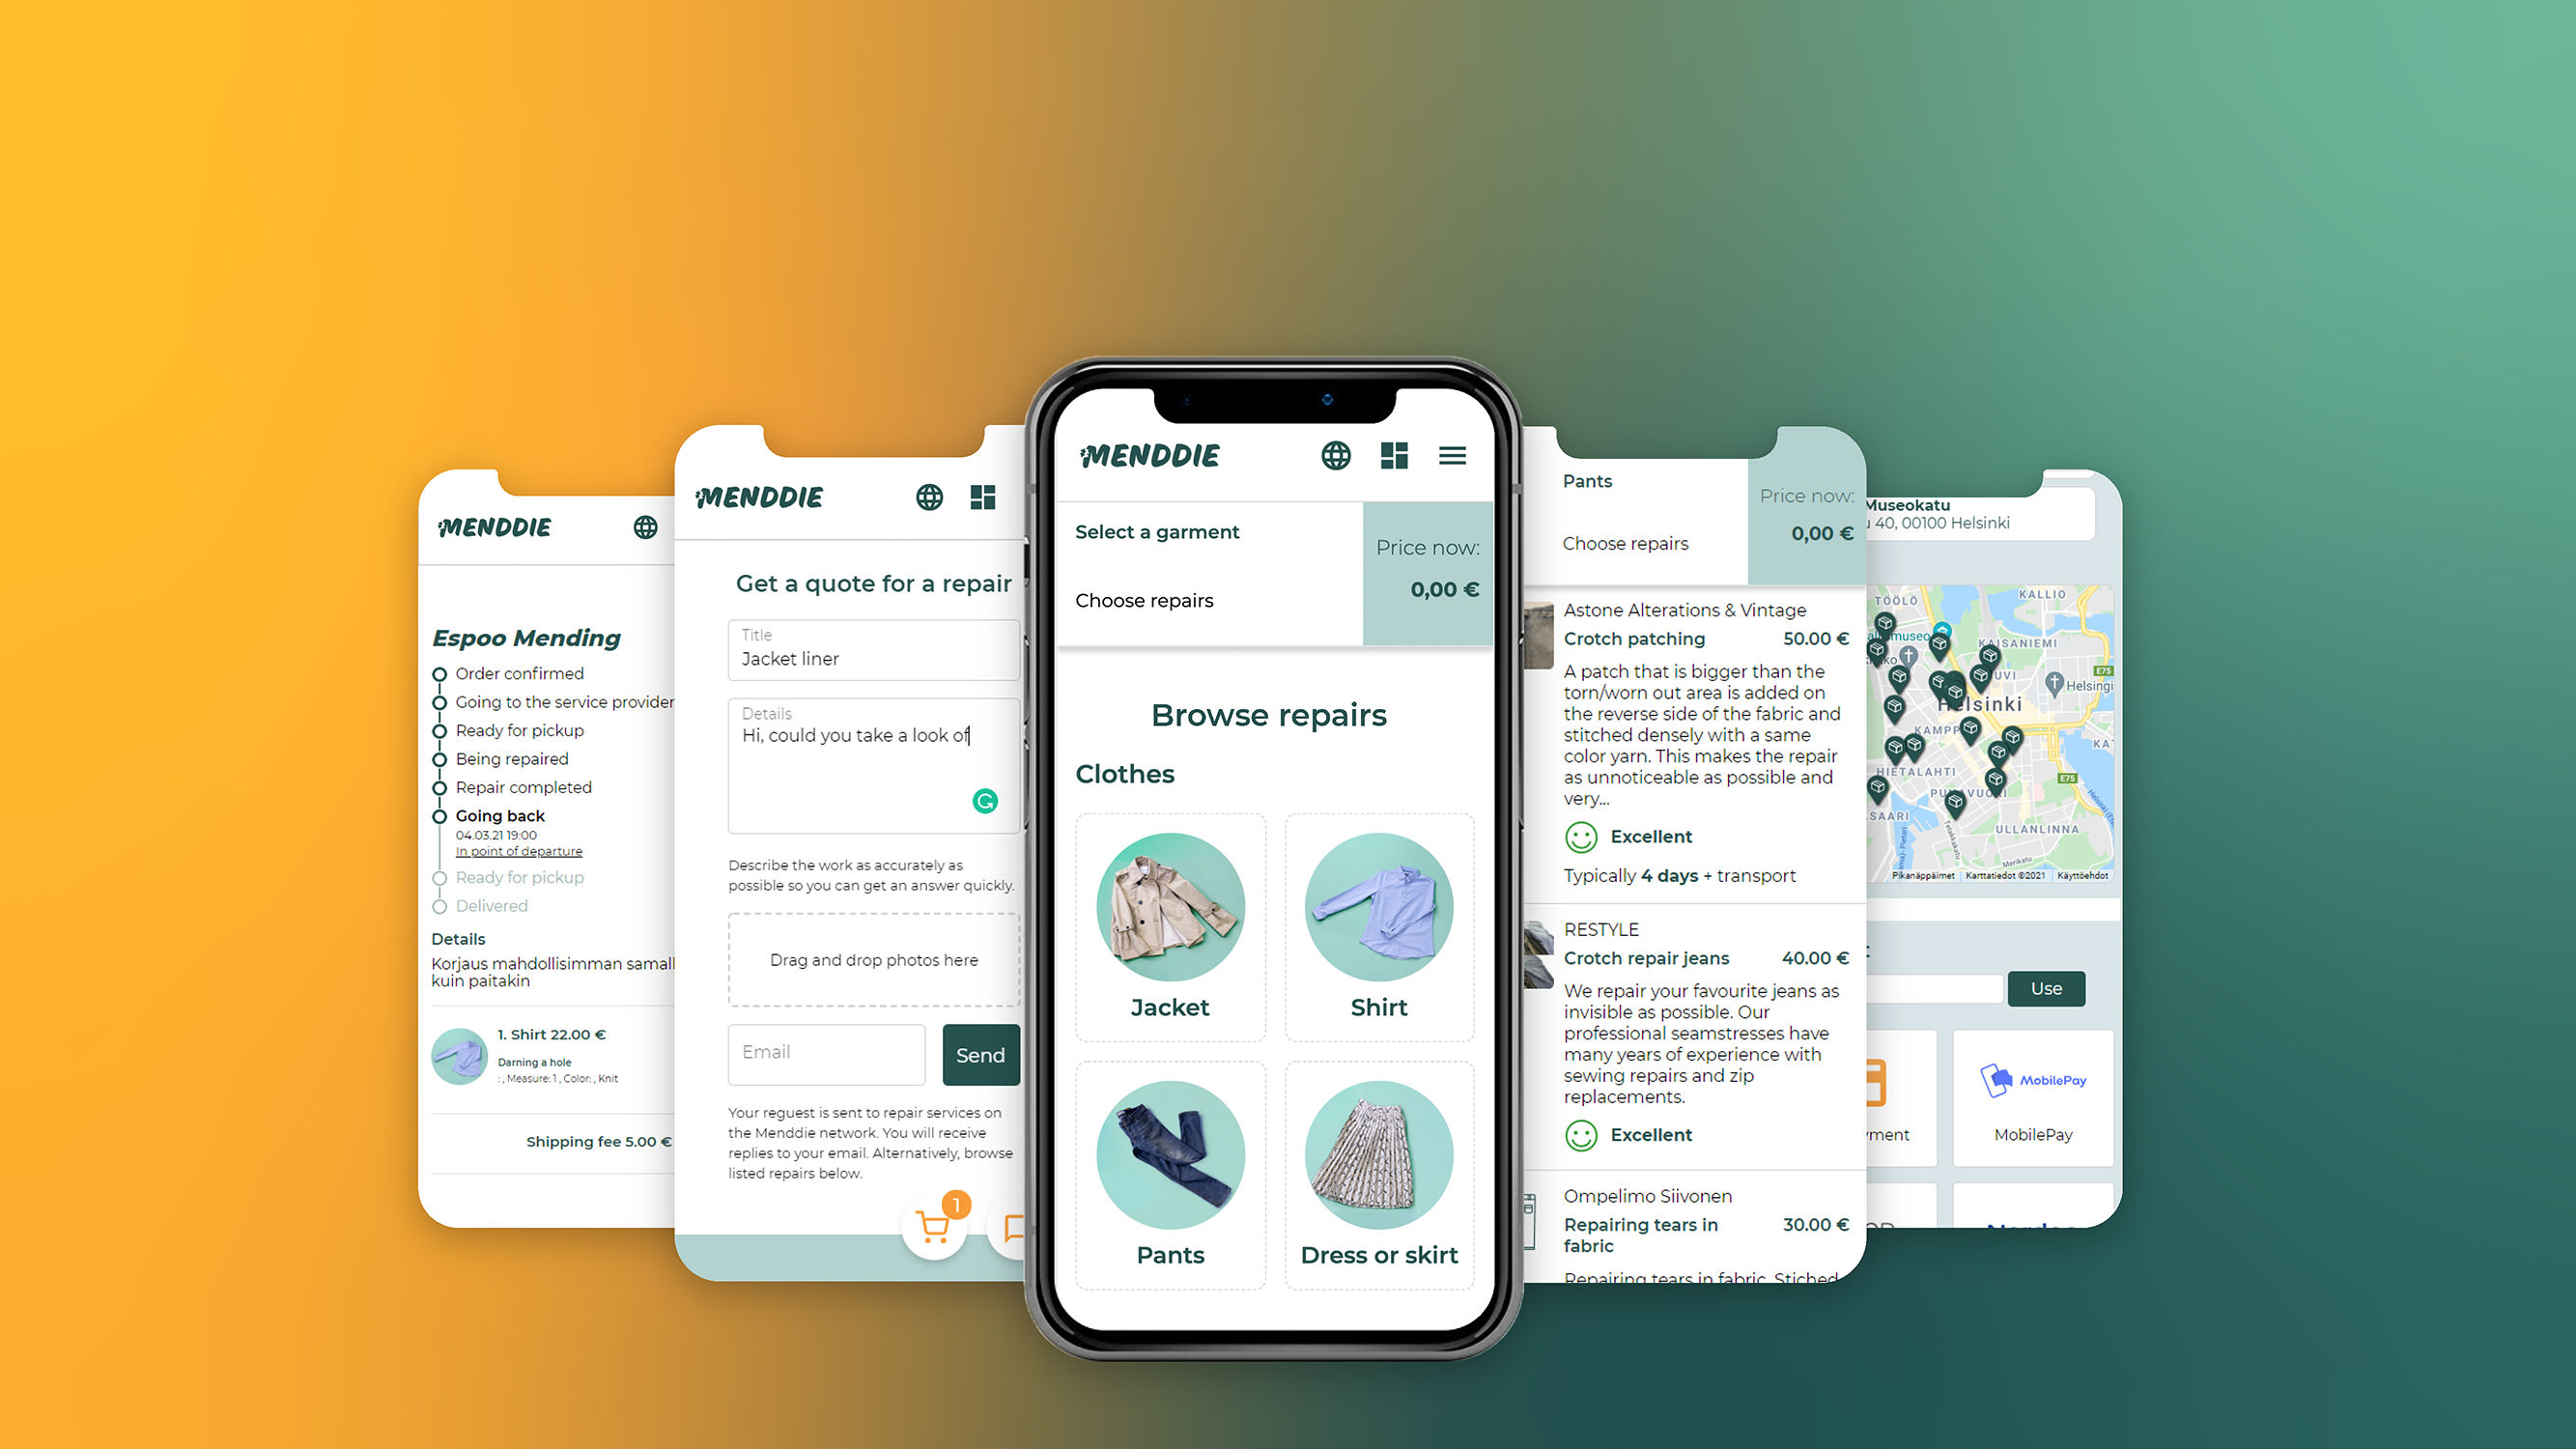 MENDDIE
Espoo Mending
Order confirmed
Going to the service provider
Ready for pickup
Being repaired
Repair completed
Going back
04.03.21 19:00
In point of departure
Ready for pickup
Delivered
Details
Korjaus mahdollisimman samall
kuin paitakin
1. Shirt 22.00 €
Darning a hole
: , Measure: 1 , Color: , Knit
Shipping fee 5.00 €
MENDDIE
Get a quote for a repair
Title
Jacket liner
Details
Hi, could you take a look of
Describe the work as accurately as
possible so you can get an answer quickly.
Drag and drop photos here
Email
Send
Your reguest is sent to repair services on
the Menddie network. You will receive
replies to your email. Alternatively, browse
listed repairs below.
1
MENDDIE
Select a garment
Choose repairs
Price now:
0,00 €
Browse repairs
Clothes
Jacket
Shirt
Pants
Dress or skirt
Pants
Choose repairs
Price now:
0,00 €
Astone Alterations & Vintage
Crotch patching 50.00 €
A patch that is bigger than the
torn/worn out area is added on
the reverse side of the fabric and
stitched densely with a same
color yarn. This makes the repair
as unnoticeable as possible and
very...
Excellent
Typically 4 days + transport
RESTYLE
Crotch repair jeans 40.00 €
We repair your favourite jeans as
invisible as possible. Our
professional seamstresses have
many years of experience with
sewing repairs and zip
replacements.
Excellent
Ompelimo Siivonen
Repairing tears in 30.00 €
fabric
Repairing tears in fabric. Stiched
Museokatu
u 40, 00100 Helsinki
TÖÖLÖ
KALLIO
museo
KAISANIEMI
E75
Helsingi
Helsinki
KAMPP
KA
HIETALAHTI
E75
SAARI
ULLANLINNA
Telakkakatu
Merikatu
Pikanäppäimet Karttatiedot ©2021 Käyttöehdot
Use
yment
MobilePay
MobilePay